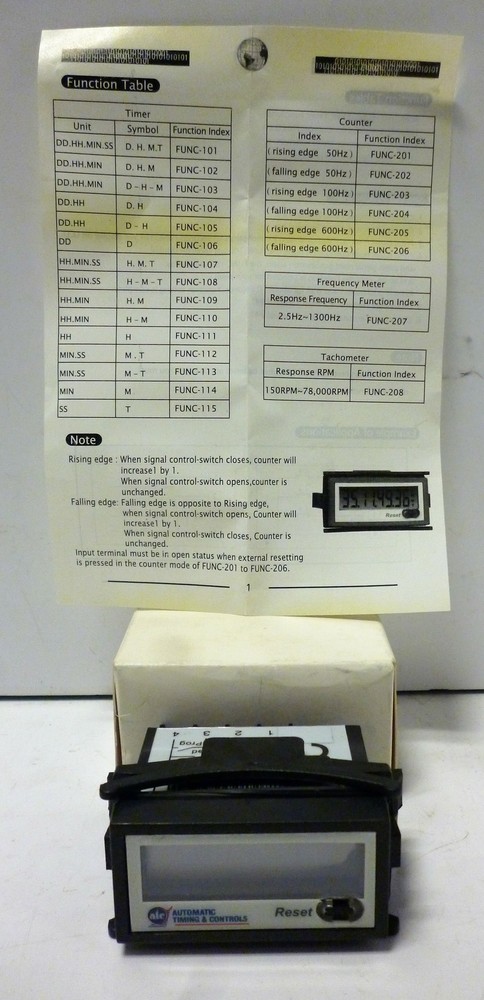 Function Table
Timer
Unit Symbol Function Index
DD.HH.MIN.SS D. H. M.T FUNC-101
DD.HH.MIN D. H. M FUNC-102
DD.HH.MIN D - H - M FUNC-103
DD.HH D. H FUNC-104
DD.HH D - H FUNC-105
DD D FUNC-106
HH.MIN.SS H. M. T FUNC-107
HH.MIN.SS H - M - T FUNC-108
HH.MIN H. M FUNC-109
HH.MIN H - M FUNC-110
HH H FUNC-111
MIN.SS M . T FUNC-112
MIN.SS M - T FUNC-113
MIN M FUNC-114
SS T FUNC-115
Counter
Index Function Index
( rising edge 50Hz ) FUNC-201
( falling edge 50Hz ) FUNC-202
( rising edge 100Hz ) FUNC-203
( falling edge 100Hz ) FUNC-204
( rising edge 600Hz ) FUNC-205
( falling edge 600Hz ) FUNC-206
Frequency Meter
Response Frequency Function Index
2.5Hz~1300Hz FUNC-207
Tachometer
Response RPM Function Index
150RPM~78,000RPM FUNC-208
Note
Rising edge : When signal control-switch closes, counter will
increase1 by 1.
When signal control-switch opens,counter is
unchanged.
Falling edge: Falling edge is opposite to Rising edge,
when signal control-switch opens, Counter will
increase1 by 1.
When signal control-switch closes, Counter is
unchanged.
Input terminal must be in open status when external resetting
is pressed in the counter mode of FUNC-201 to FUNC-206.
Reset
1
1 2 3 4
Prog
atc AUTOMATIC
TIMING & CONTROLS
Reset